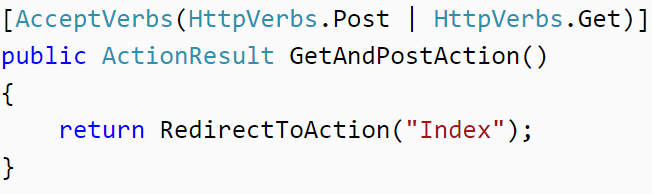 [AcceptVerbs(HttpVerbs.Post | HttpVerbs.Get)]
public ActionResult GetAndPostAction()
{
    return RedirectToAction("Index");
}